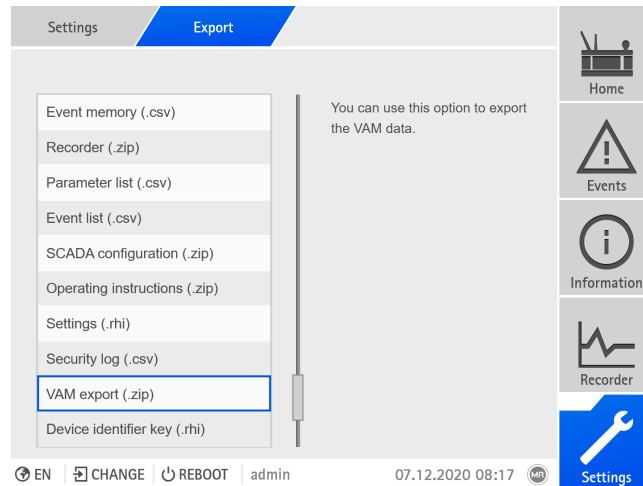 Settings
Export
Home
Event memory (.csv)
Recorder (.zip)
Parameter list (.csv)
Event list (.csv)
SCADA configuration (.zip)
Operating instructions (.zip)
Settings (.rhi)
Security log (.csv)
VAM export (.zip)
Device identifier key (.rhi)
You can use this option to export
the VAM data.
Events
Information
Recorder
Settings
EN
CHANGE
REBOOT
admin
07.12.2020 08:17
MR